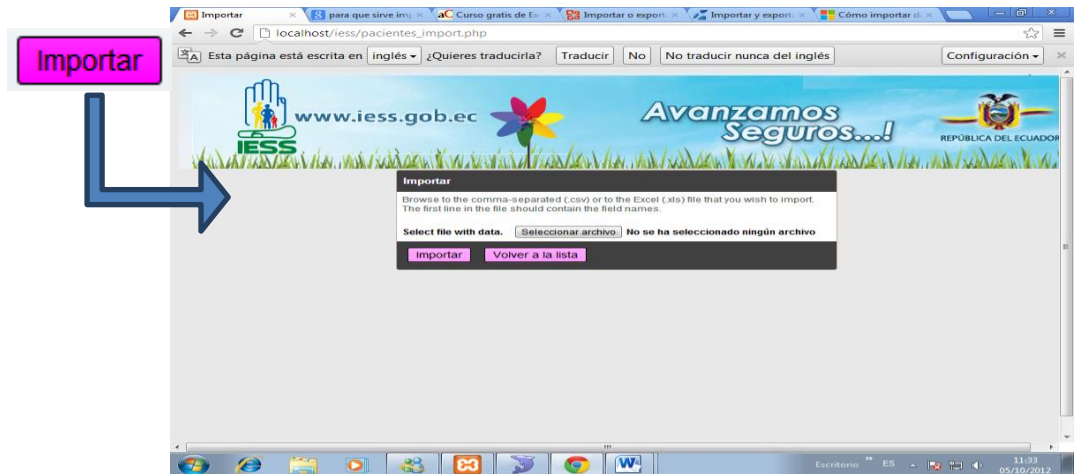 Importar
Importar
para que sirve im
aC Curso gratis de Es
Importar o export
Importar y export
Cómo importar d
localhost/iess/pacientes_import.php
Esta página está escrita en inglés ¿Quieres traducirla? Traducir No No traducir nunca del inglés Configuración
www.iess.gob.ec
IESS
Avanzamos
Seguros...!
REPÚBLICA DEL ECUADOR
Importar
Browse to the comma-separated (.csv) or to the Excel (.xls) file that you wish to import.
The first line in the file should contain the field names.
Select file with data. Seleccionar archivo No se ha seleccionado ningún archivo
Importar Volver a la lista
Escritorio ES 11:33
05/10/2012